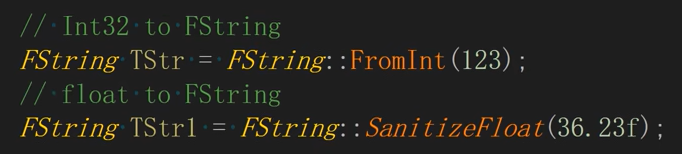 // Int32 to FString
FString TStr = FString::FromInt(123);
// float to FString
FString TStr1 = FString::SanitizeFloat(36.23f);